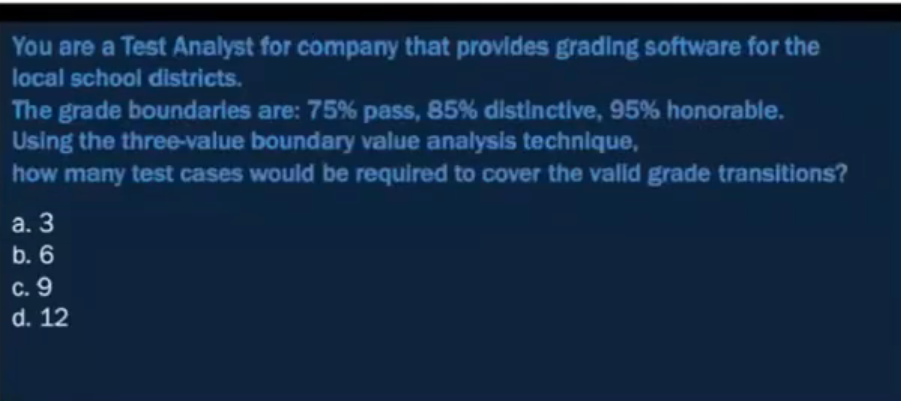 You are a Test Analyst for company that provides grading software for the
local school districts.
The grade boundaries are: 75% pass, 85% distinctive, 95% honorable.
Using the three-value boundary value analysis technique,
how many test cases would be required to cover the valid grade transitions?
a. 3
b. 6
c. 9
d. 12